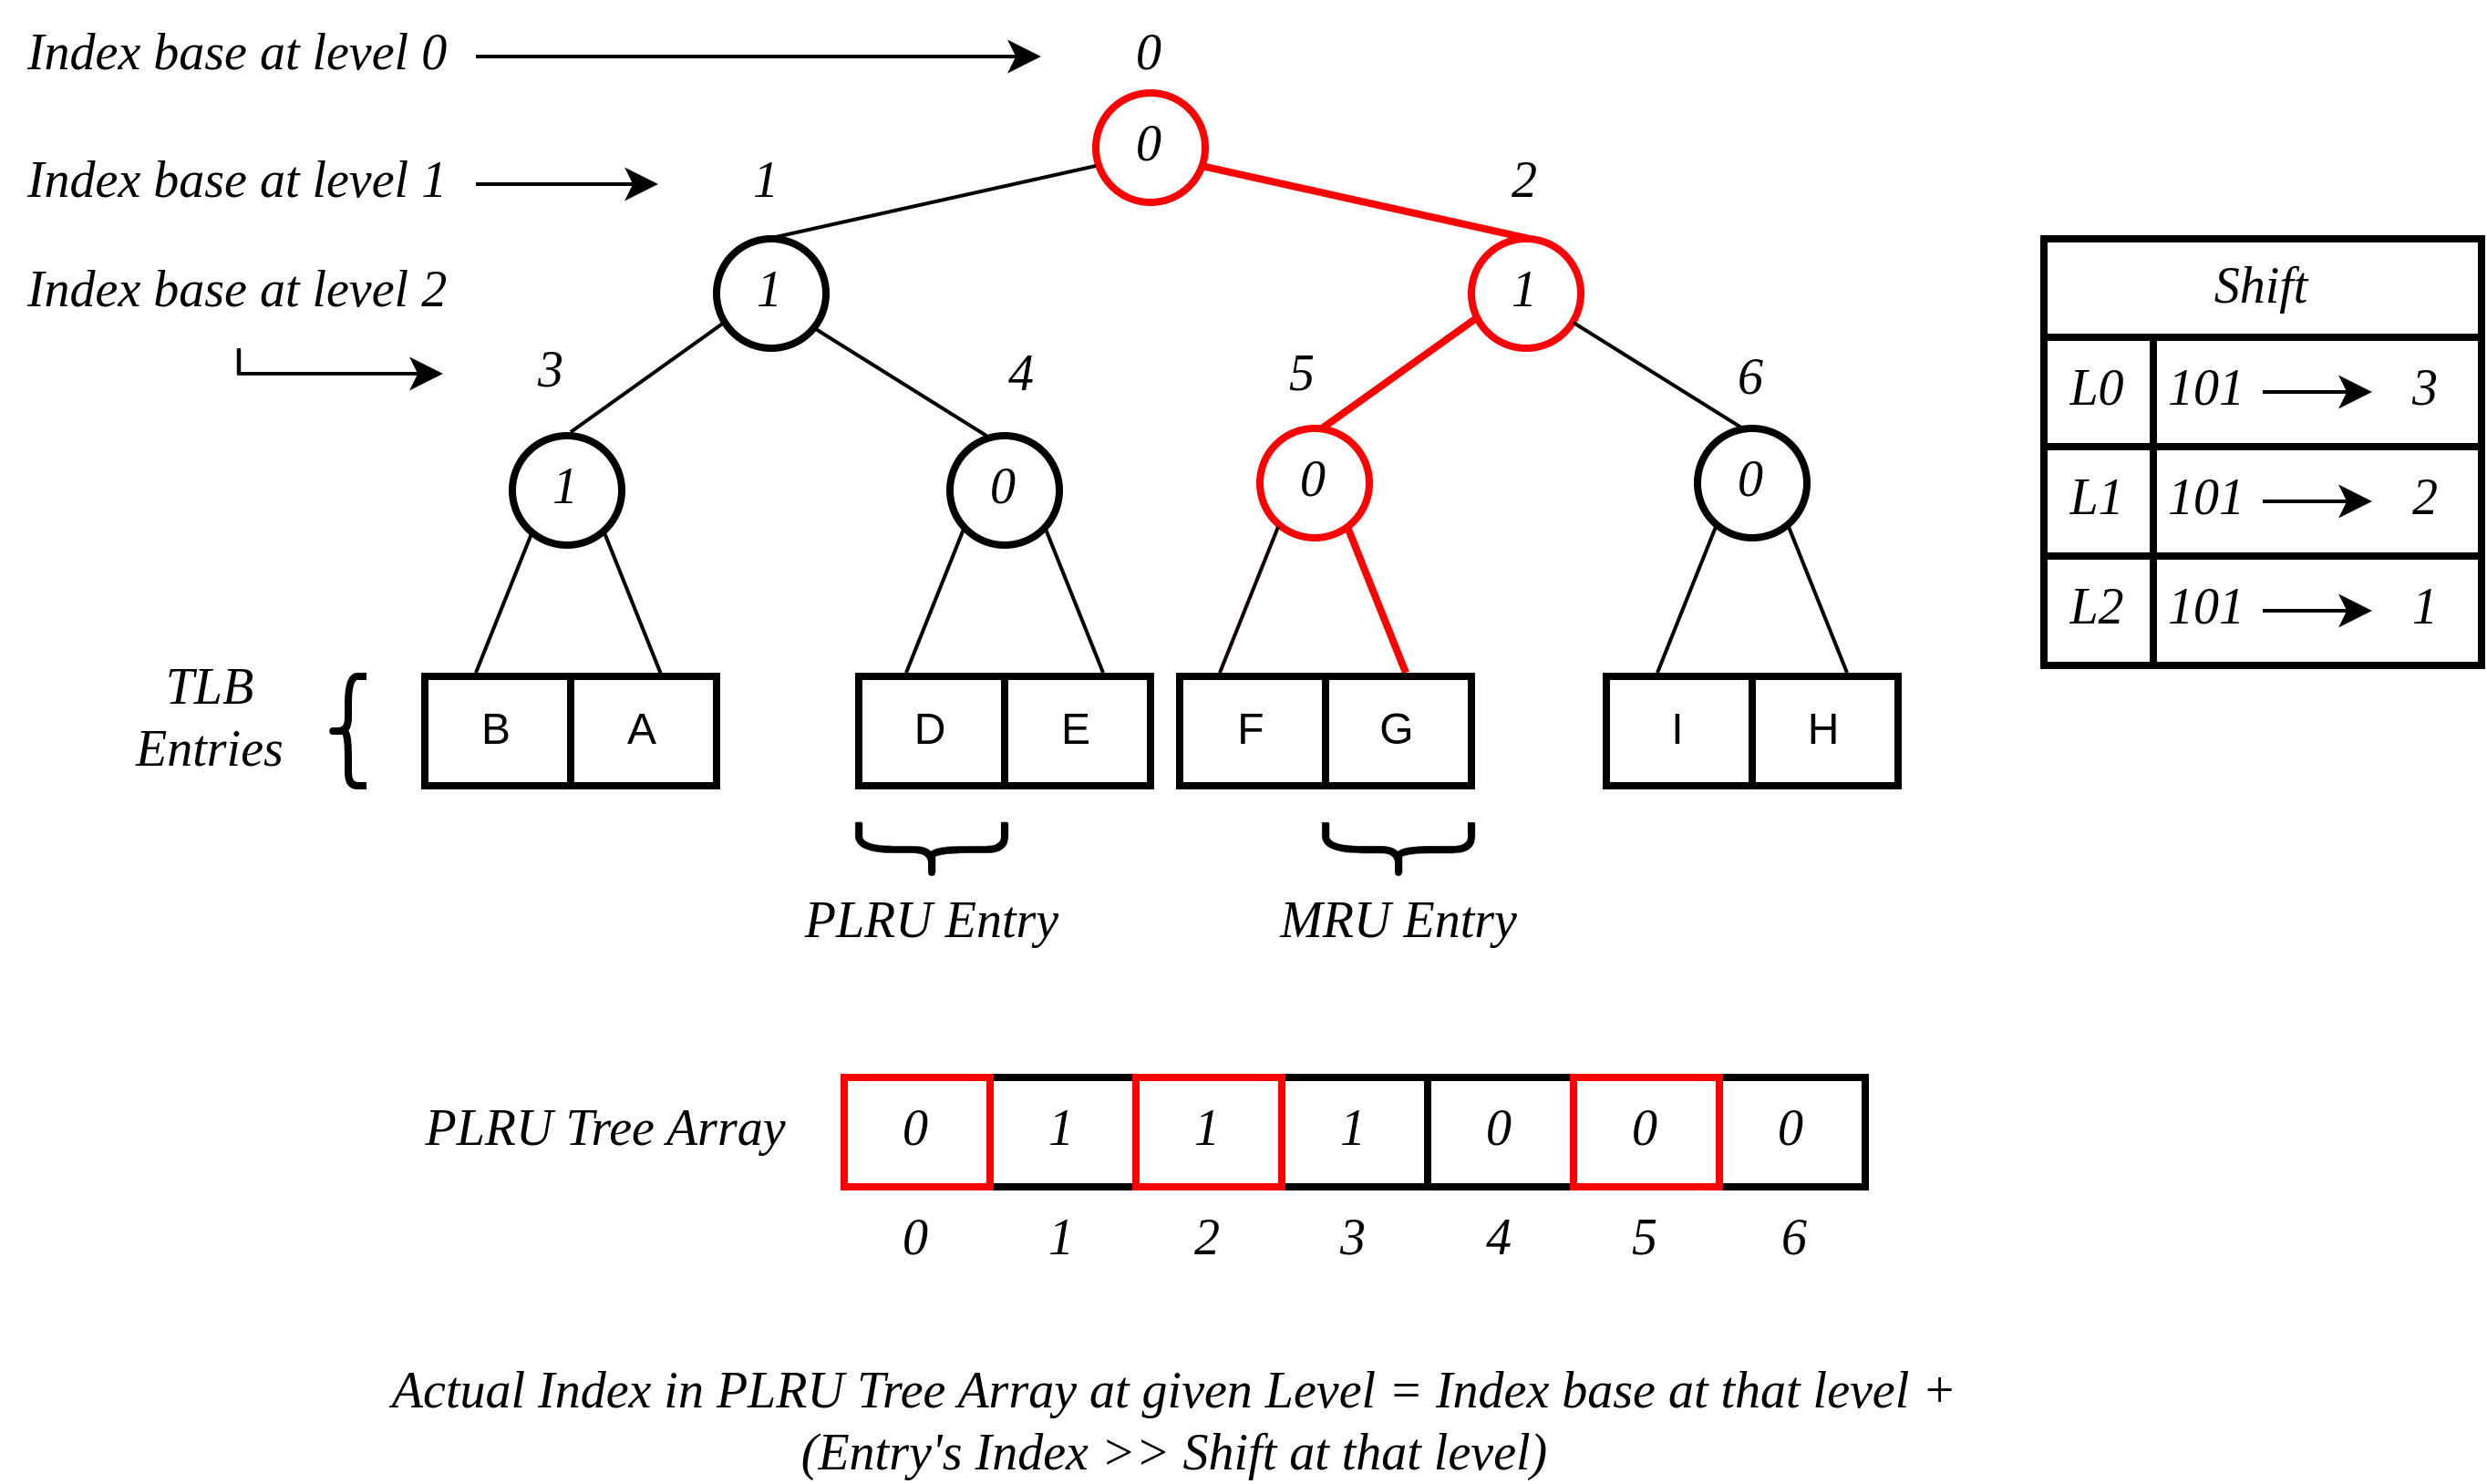 Index base at level 0
0
0
Index base at level 1
1
2
Index base at level 2
1
1
Shift
3
4
5
6
L0 101 3
1
0
0
0
L1 101 2
L2 101 1
TLB
Entries
B A D E F G I H
PLRU Entry
MRU Entry
PLRU Tree Array
0 1 1 1 0 0 0
0 1 2 3 4 5 6
Actual Index in PLRU Tree Array at given Level = Index base at that level +
(Entry's Index >> Shift at that level)